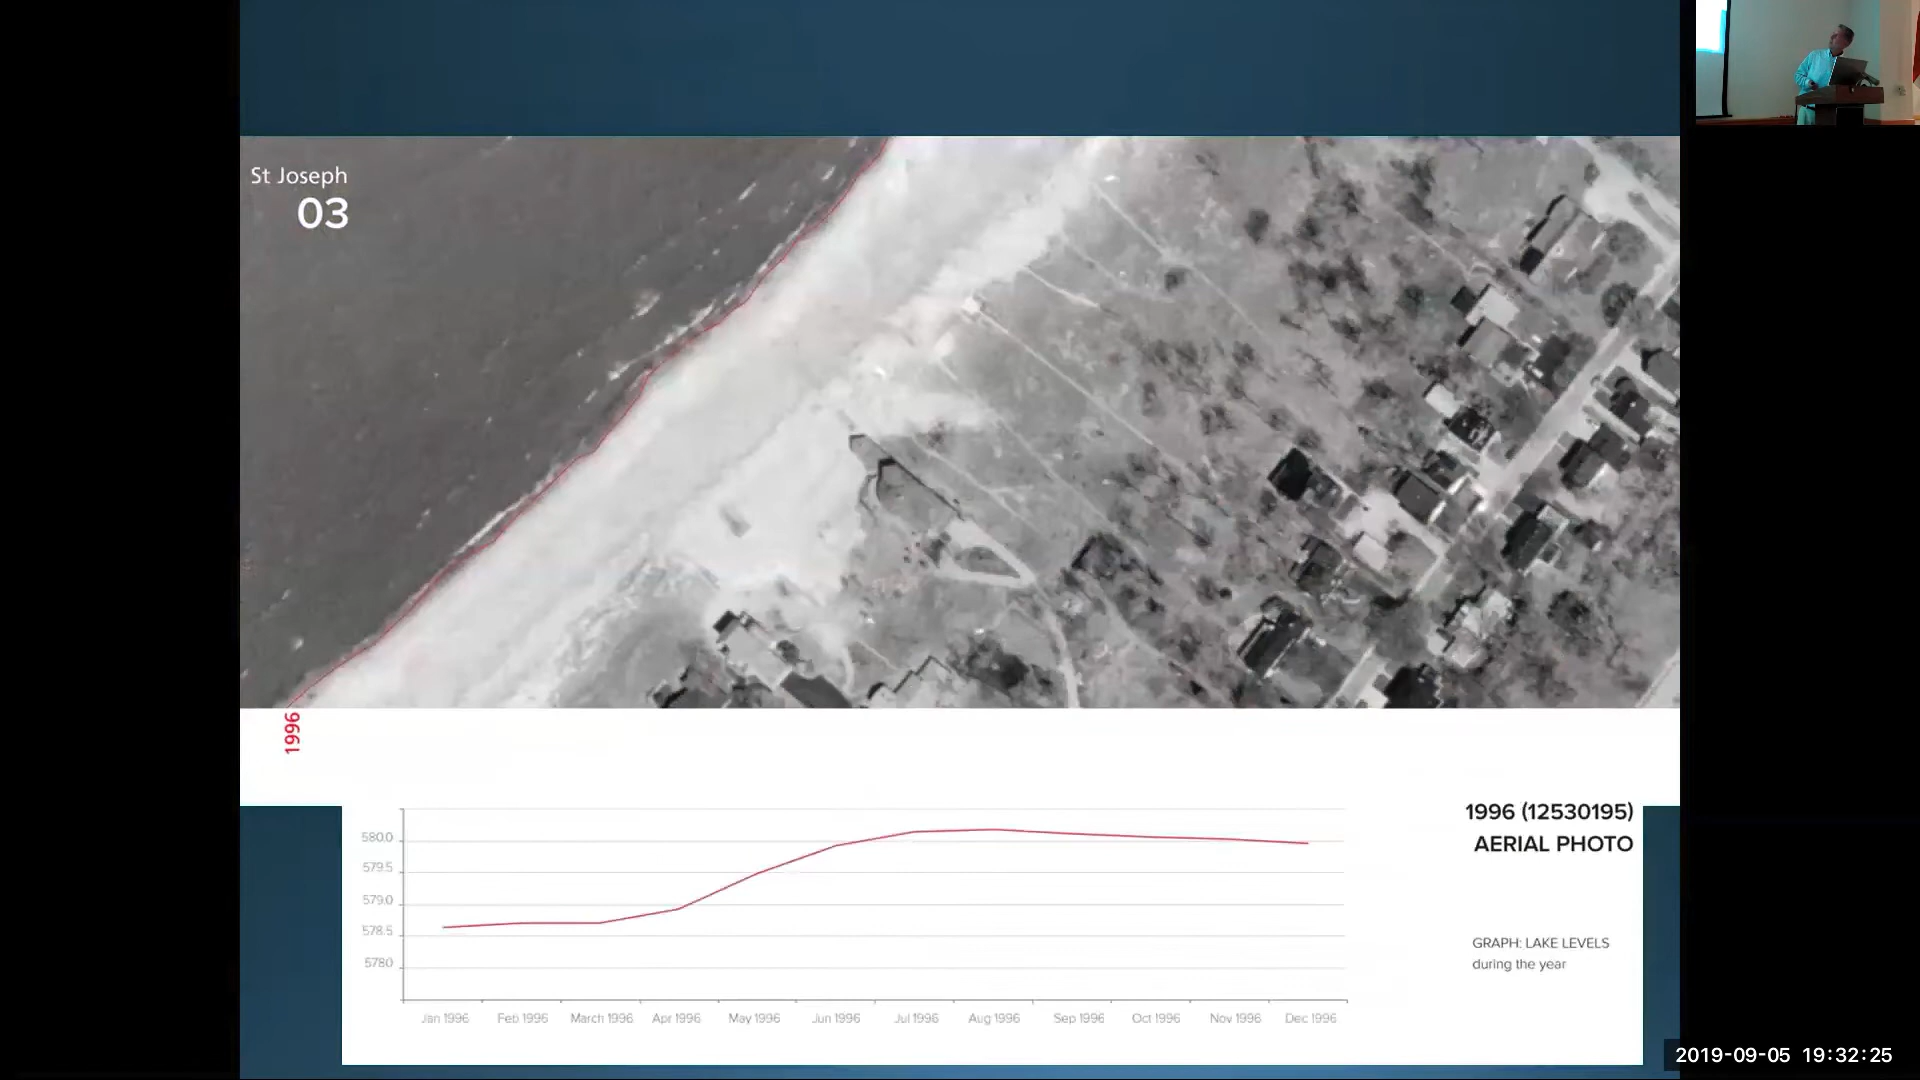 St Joseph
03
1996
1996 (12530195)
AERIAL PHOTO
580.0
579.5
579.0
578.5
5780
GRAPH: LAKE LEVELS
during the year
Jan 1996 Feb 1996 March 1996 Apr 1996 May 1996 Jun 1996 Jul 1996 Aug 1996 Sep 1996 Oct 1996 Nov 1996 Dec 1996
2019-09-05 19:32:25